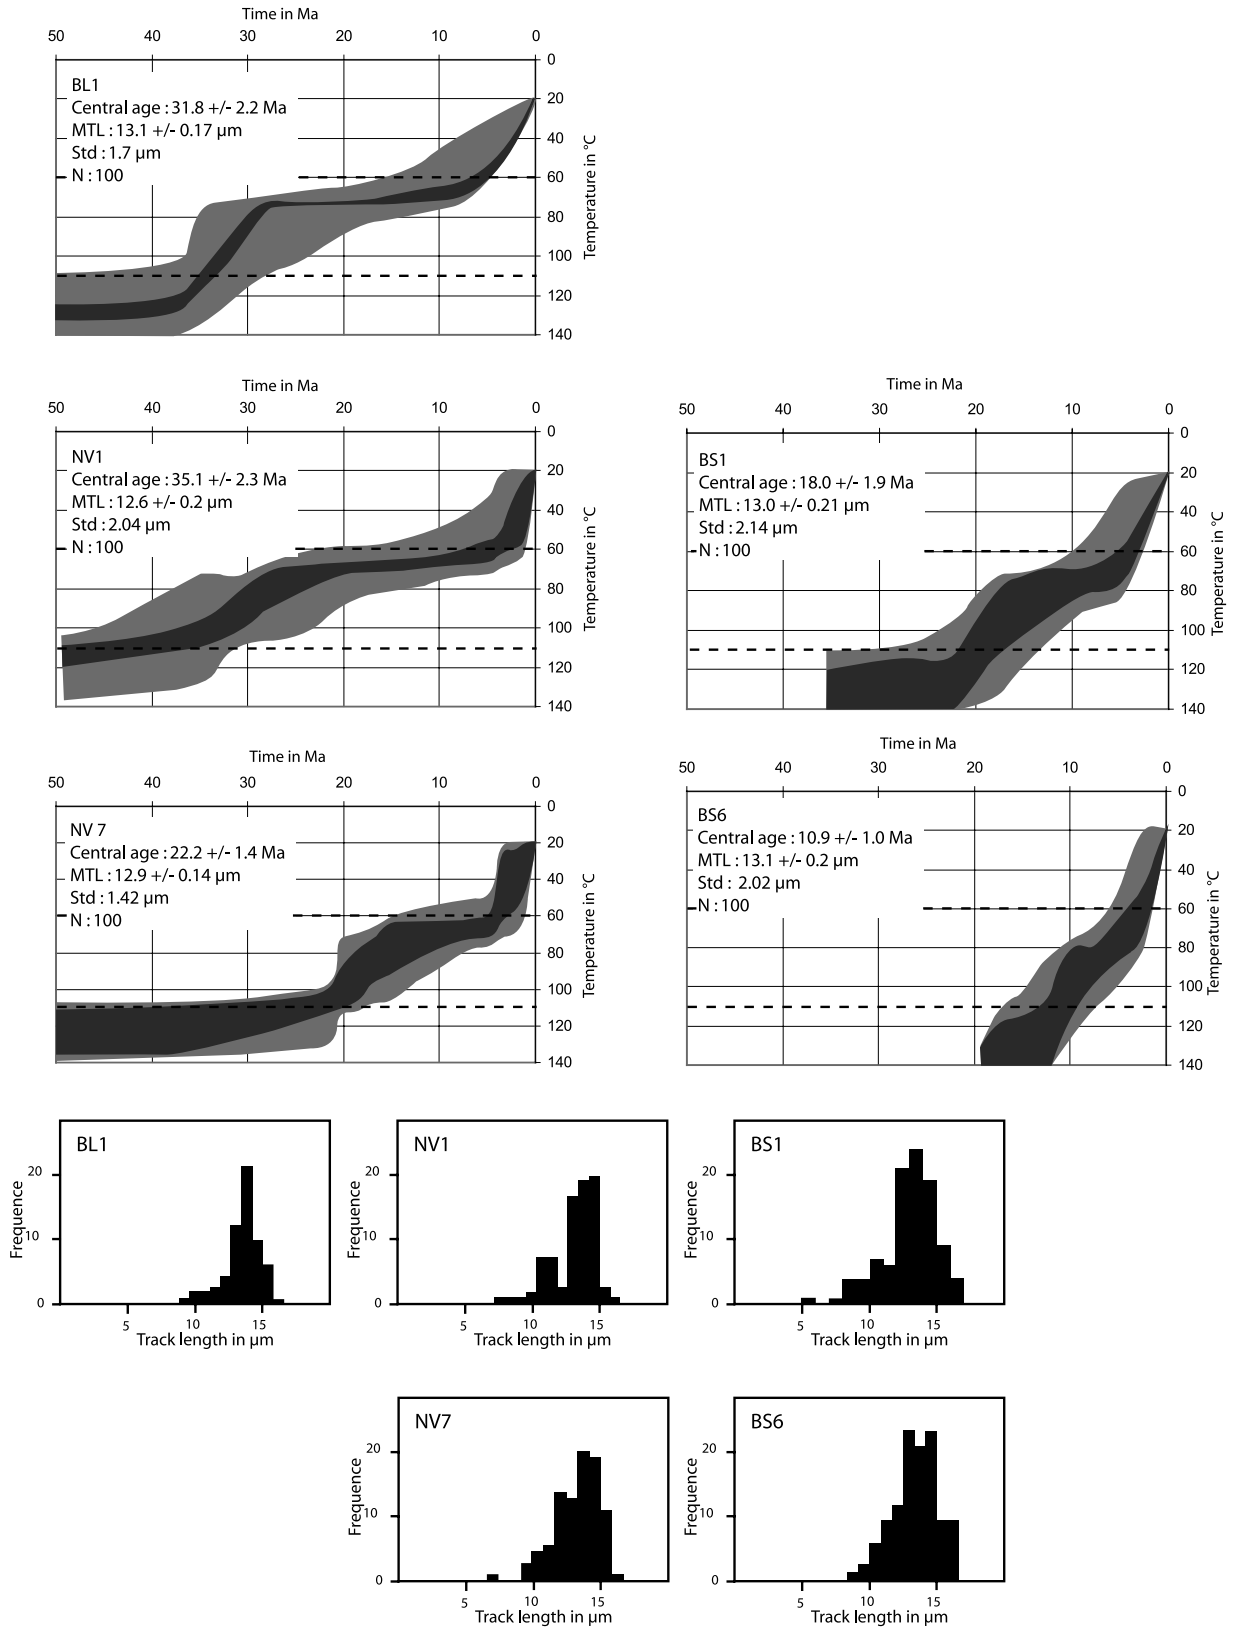 Time in Ma
50 40 30 20 10 0
BL1
Central age : 31.8 +/- 2.2 Ma
MTL : 13.1 +/- 0.17 µm
Std : 1.7 µm
N : 100
0
20
40
60
80
100
120
140
Temperature in °C
Time in Ma
50 40 30 20 10 0
NV1
Central age : 35.1 +/- 2.3 Ma
MTL : 12.6 +/- 0.2 µm
Std : 2.04 µm
N : 100
0
20
40
60
80
100
120
140
Temperature in °C
Time in Ma
50 40 30 20 10 0
BS1
Central age : 18.0 +/- 1.9 Ma
MTL : 13.0 +/- 0.21 µm
Std : 2.14 µm
N : 100
0
20
40
60
80
100
120
140
Temperature in °C
Time in Ma
50 40 30 20 10 0
NV 7
Central age : 22.2 +/- 1.4 Ma
MTL : 12.9 +/- 0.14 µm
Std : 1.42 µm
N : 100
0
20
40
60
80
100
120
140
Temperature in °C
Time in Ma
50 40 30 20 10 0
BS6
Central age : 10.9 +/- 1.0 Ma
MTL : 13.1 +/- 0.2 µm
Std : 2.02 µm
N : 100
0
20
40
60
80
100
120
140
Temperature in °C
BL1
20
10
0
Frequence
5 10 15
Track length in µm
NV1
20
10
0
Frequence
5 10 15
Track length in µm
BS1
20
10
0
Frequence
5 10 15
Track length in µm
NV7
20
10
0
Frequence
5 10 15
Track length in µm
BS6
20
10
0
Frequence
5 10 15
Track length in µm